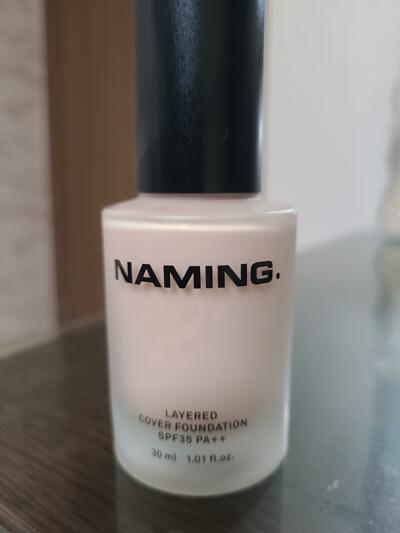 NAMING.
LAYERED
COVER FOUNDATION
SPF35 PA++
30 ml 1.01 fl.oz.